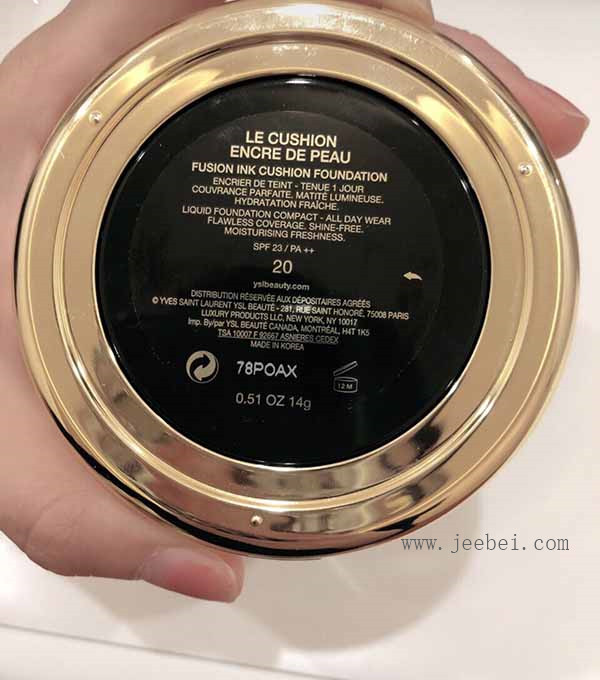 LE CUSHION
ENCRE DE PEAU
FUSION INK CUSHION FOUNDATION
ENCRIER DE TEINT - TENUE 1 JOUR
COUVRANCE PARFAITE. MATITÉ LUMINEUSE.
HYDRATATION FRAÎCHE.
LIQUID FOUNDATION COMPACT - ALL DAY WEAR
FLAWLESS COVERAGE. SHINE-FREE.
MOISTURISING FRESHNESS.
SPF 23 / PA ++
20
yslbeauty.com
DISTRIBUTION RÉSERVÉE AUX DÉPOSITAIRES AGRÉÉS
© YVES SAINT LAURENT YSL BEAUTÉ - 281, RUE SAINT HONORÉ, 75008 PARIS
LUXURY PRODUCTS LLC, NEW YORK, NY 10017
Imp. By/par YSL BEAUTÉ CANADA, MONTRÉAL, H4T 1K5
TSA 10007 F 92667 ASNIERES CEDEX
MADE IN KOREA
78POAX
12 M
0.51 OZ 14g
www.jeebei.com